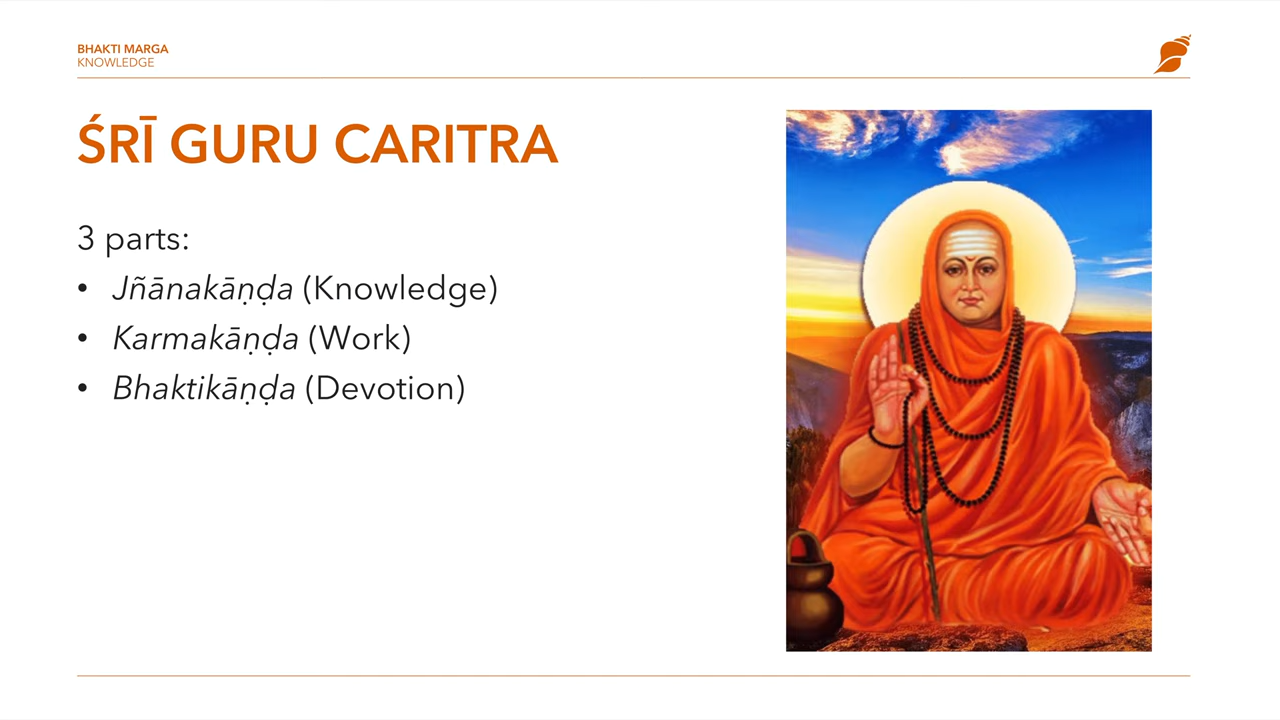 BHAKTI MARGA
KNOWLEDGE
ŚRĪ GURU CARITRA
3 parts:
• Jñānakāṇḍa (Knowledge)
• Karmakāṇḍa (Work)
• Bhaktikāṇḍa (Devotion)